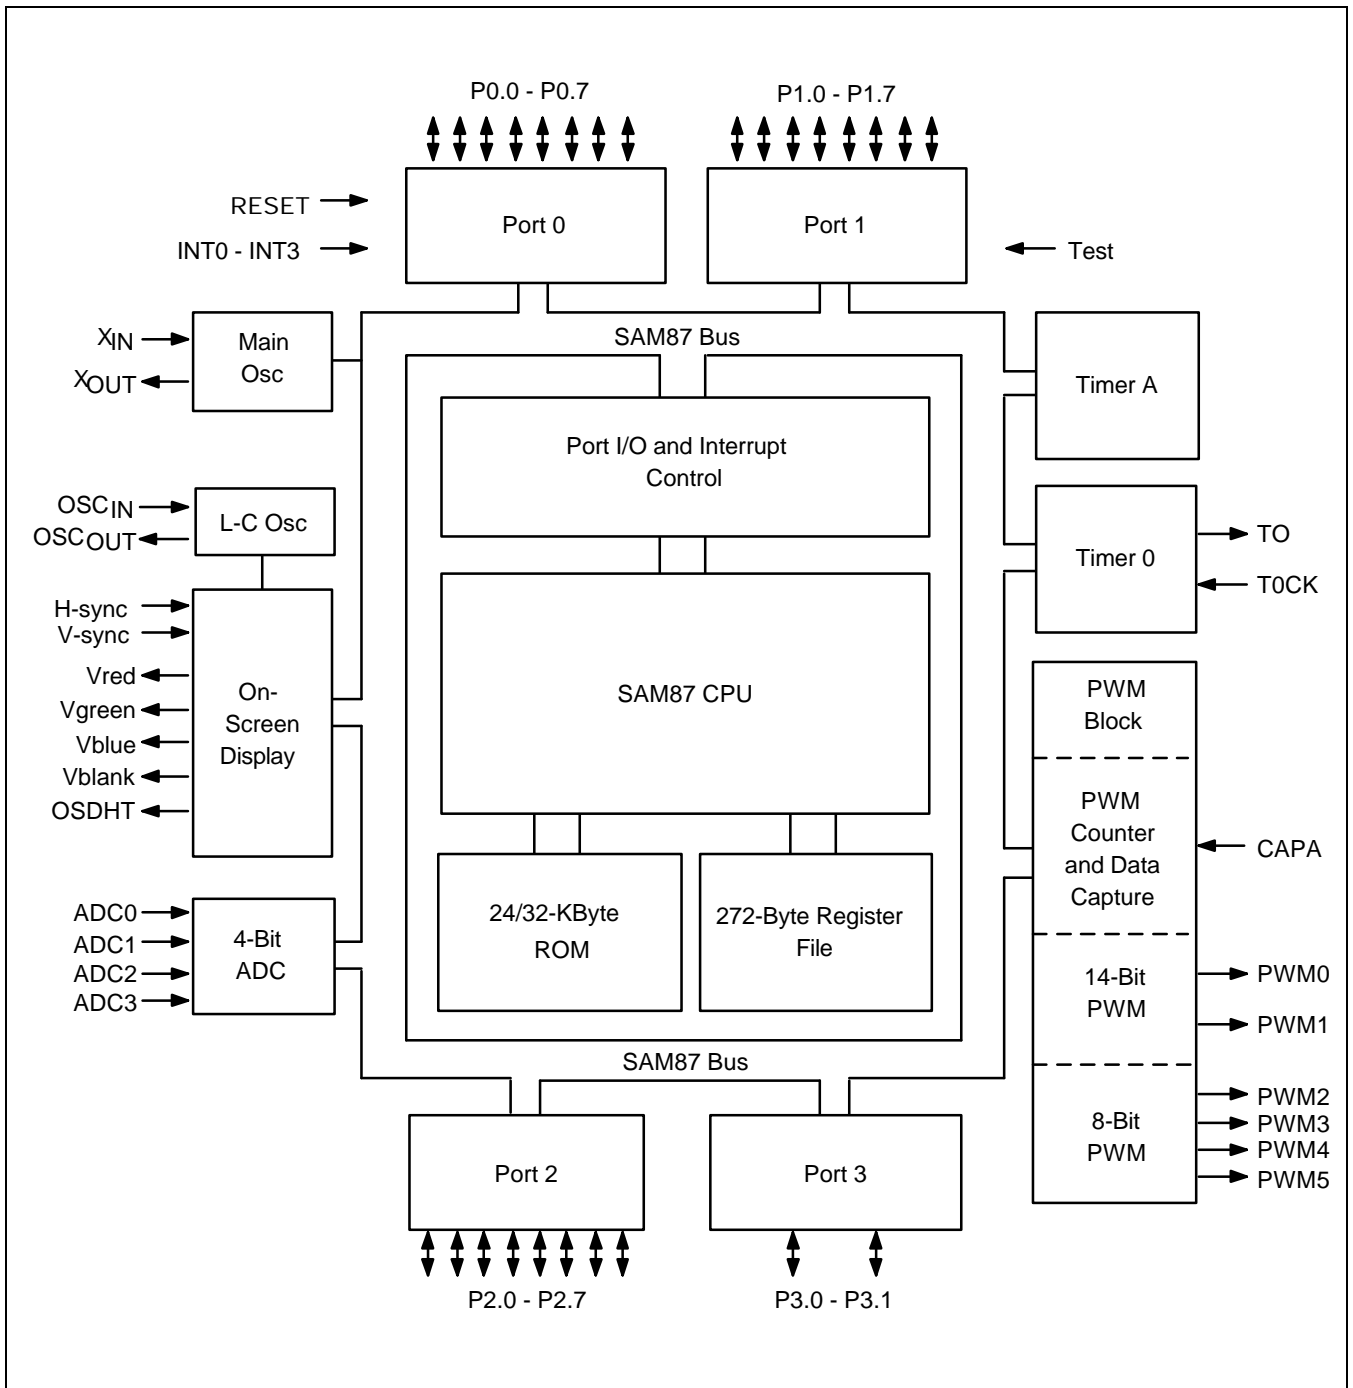 P0.0 - P0.7
P1.0 - P1.7
RESET
Port 0
Port 1
INT0 - INT3
Test
SAM87 Bus
XIN
XOUT
Main
Osc
Timer A
Port I/O and Interrupt
Control
OSCIN
OSCOUT
L-C Osc
Timer 0
TO
T0CK
H-sync
V-sync
Vred
Vgreen
Vblue
Vblank
OSDHT
On-
Screen
Display
SAM87 CPU
PWM
Block
PWM
Counter
and Data
Capture
CAPA
ADC0
ADC1
ADC2
ADC3
4-Bit
ADC
24/32-KByte
ROM
272-Byte Register
File
14-Bit
PWM
PWM0
PWM1
SAM87 Bus
8-Bit
PWM
PWM2
PWM3
PWM4
PWM5
Port 2
Port 3
P2.0 - P2.7
P3.0 - P3.1